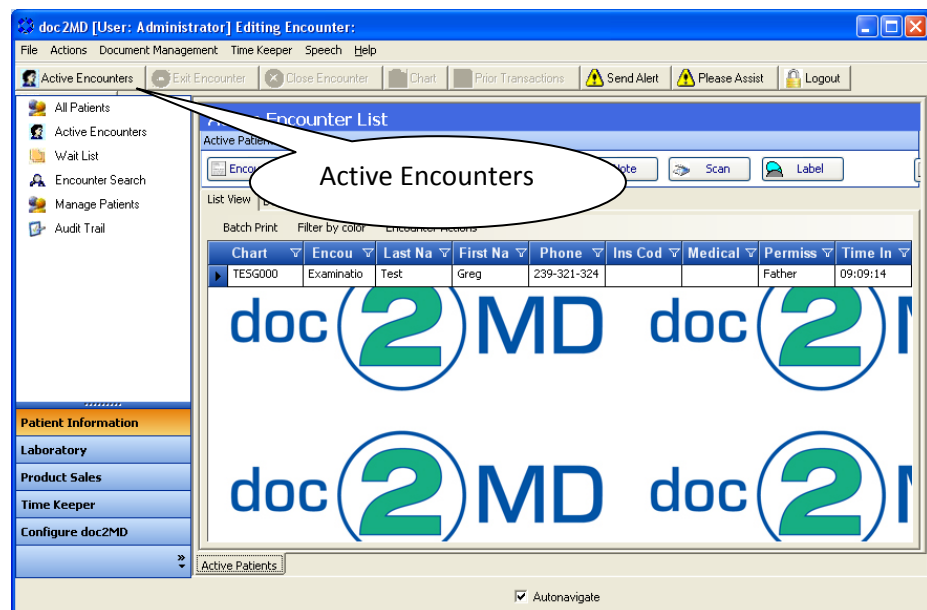 doc2MD [User: Administrator] Editing Encounter:
File Actions Document Management Time Keeper Speech Help
Active Encounters Exit Encounter Close Encounter Chart Prior Transactions Send Alert Please Assist Logout
All Patients
Active Encounters
Wait List
Encounter Search
Manage Patients
Audit Trail
Encounter List
Active Patien
Encou
Note Scan Label
Active Encounters
List View
Batch Print Filter by color Encounter Actions
Chart Encou Last Na First Na Phone Ins Cod Medical Permiss Time In
TESG000 Examinatio Test Greg 239-321-324 Father 09:09:14
doc2MD doc2M
doc2MD doc2M
Patient Information
Laboratory
Product Sales
Time Keeper
Configure doc2MD
Active Patients
Autonavigate